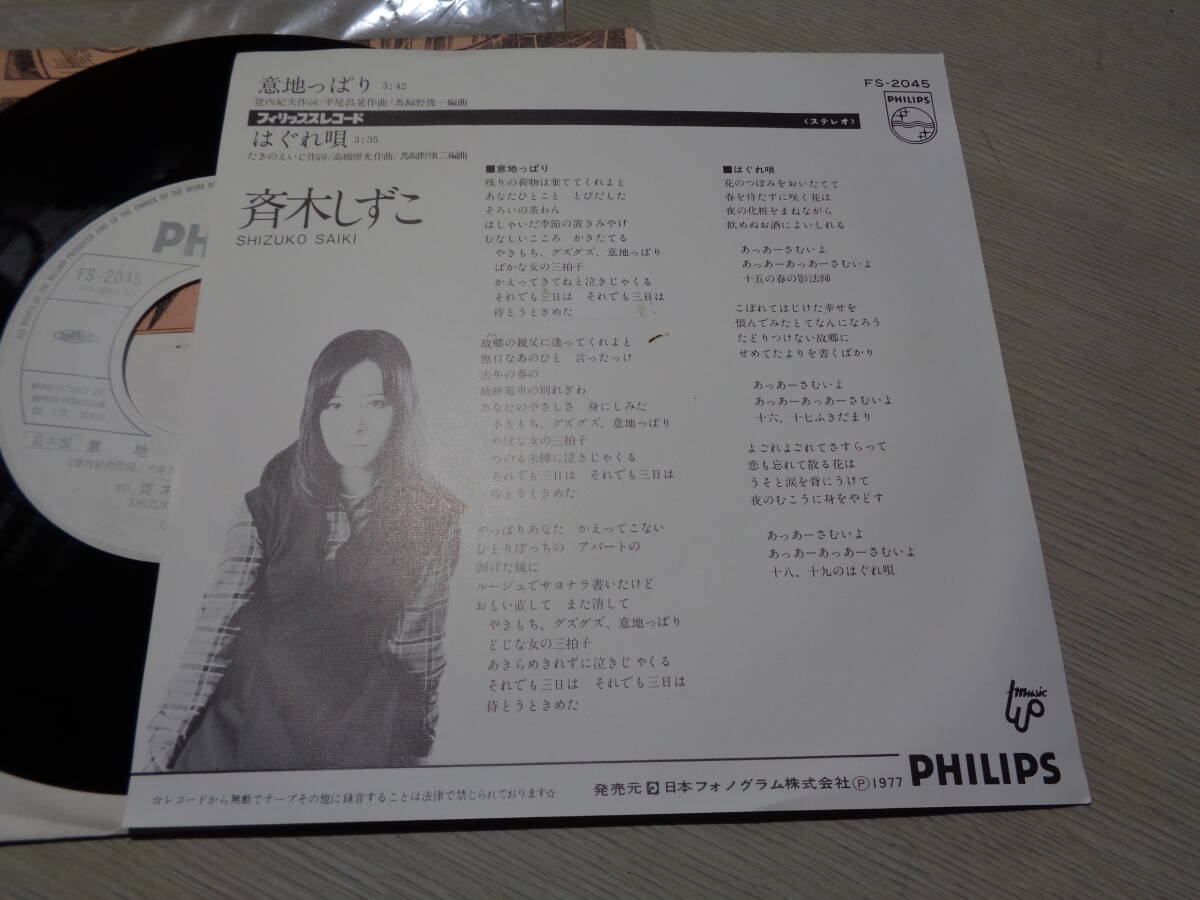 意地っぱり 3:42
登内紀夫作詞/平尾昌晃作曲/馬飼野俊一編曲
フィリップスレコード
〈ステレオ〉
はぐれ唄 3:35
たきのえいじ作詞/高橋房光作曲/馬飼野康二編曲
斉木しずこ
SHIZUKO SAIKI
FS-2045
PHILIPS
■意地っぱり
残りの荷物は棄ててくれよと
あなたひとこと とびだした
そろいの茶わん
はしゃいだ季節の置きみやげ
むなしいこころ かきたてる
やきもち、グズグズ、意地っぱり
ばかな女の三拍子
かえってきてねと泣きじゃくる
それでも三日は それでも三日は
待とうときめた
故郷の親父に逢ってくれよと
無口なあのひと 言ったっけ
去年の春の
最終電車の別れぎわ
あなたのやさしさ 身にしみた
やきもち、グズグズ、意地っぱり
やぼな女の三拍子
つのる未練に泣きじゃくる
それでも三日は それでも三日は
待とうときめた
やっぱりあなた かえってこない
ひとりぼっちの アパートの
剥げた鏡に
ルージュでサヨナラ書いたけど
おもい直して また消して
やきもち、グズグズ、意地っぱり
どじな女の三拍子
あきらめきれずに泣きじゃくる
それでも三日は それでも三日は
待とうときめた
■はぐれ唄
花のつぼみをおいたてて
春を待たずに咲く花は
夜の化粧をまねながら
飲めぬお酒によいしれる
あっあーさむいよ
あっあーあっあーさむいよ
十五の春の影法師
こぼれてはじけた幸せを
恨んでみたとてなんになろう
たどりつけない故郷に
せめてたよりを書くばかり
あっあーさむいよ
あっあーあっあーさむいよ
十六、十七ふきだまり
よごれよごれてさすらって
恋も忘れて散る花は
うそと涙を背にうけて
夜のむこうに身をやどす
あっあーさむいよ
あっあーあっあーさむいよ
十八、十九のはぐれ唄
music up
☆レコードから無断でテープその他に録音することは法律で禁じられております☆
発売元 日本フォノグラム株式会社 Ⓟ1977 PHILIPS
PH
FS-2045
MANUFACTURED BY
NIPPON PHONOGRAM
CO. LTD., TOKYO
見本盤 意 地
(登内紀夫作詞/平尾
斉木
SHIZUK